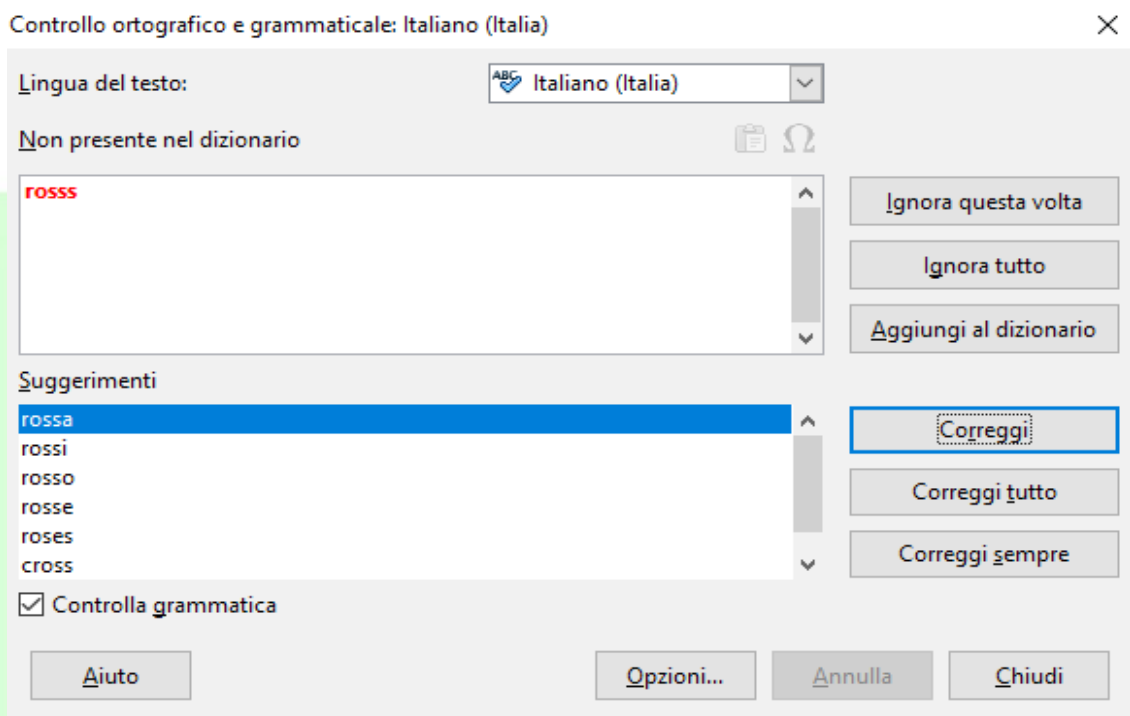 Controllo ortografico e grammaticale: Italiano (Italia)
Lingua del testo:
ABC Italiano (Italia)
Non presente nel dizionario
Ω
rosss
Ignora questa volta
Ignora tutto
Aggiungi al dizionario
Suggerimenti
rossa
rossi
rosso
rosse
roses
cross
Correggi
Correggi tutto
Correggi sempre
Controlla grammatica
Aiuto
Opzioni...
Annulla
Chiudi